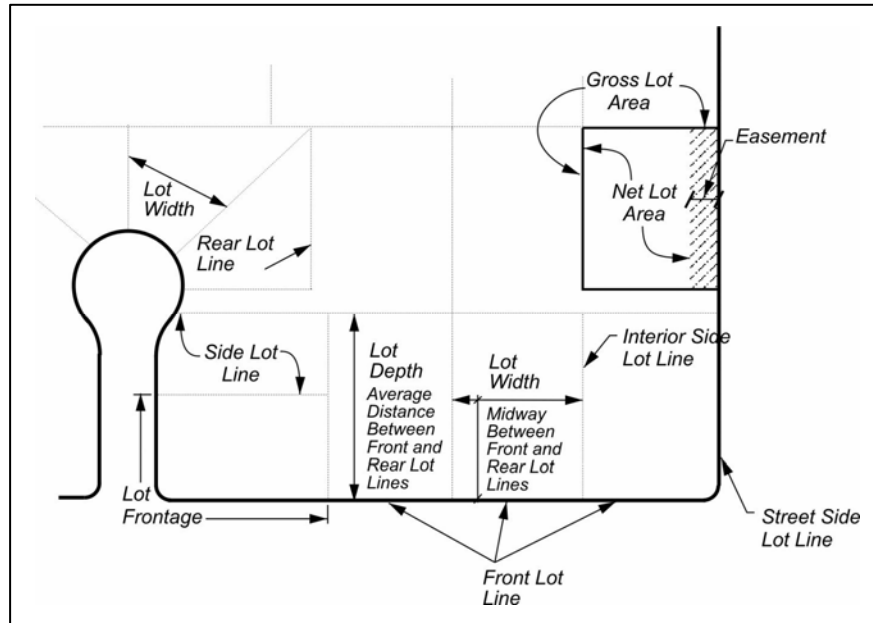 Gross Lot
Area
Easement
Lot
Width
Net Lot
Area
Rear Lot
Line
Side Lot
Line
Lot
Depth
Average
Distance
Between
Front and
Rear Lot
Lines
Lot
Width
Midway
Between
Front and
Rear Lot
Lines
Interior Side
Lot Line
Lot
Frontage
Street Side
Lot Line
Front Lot
Line